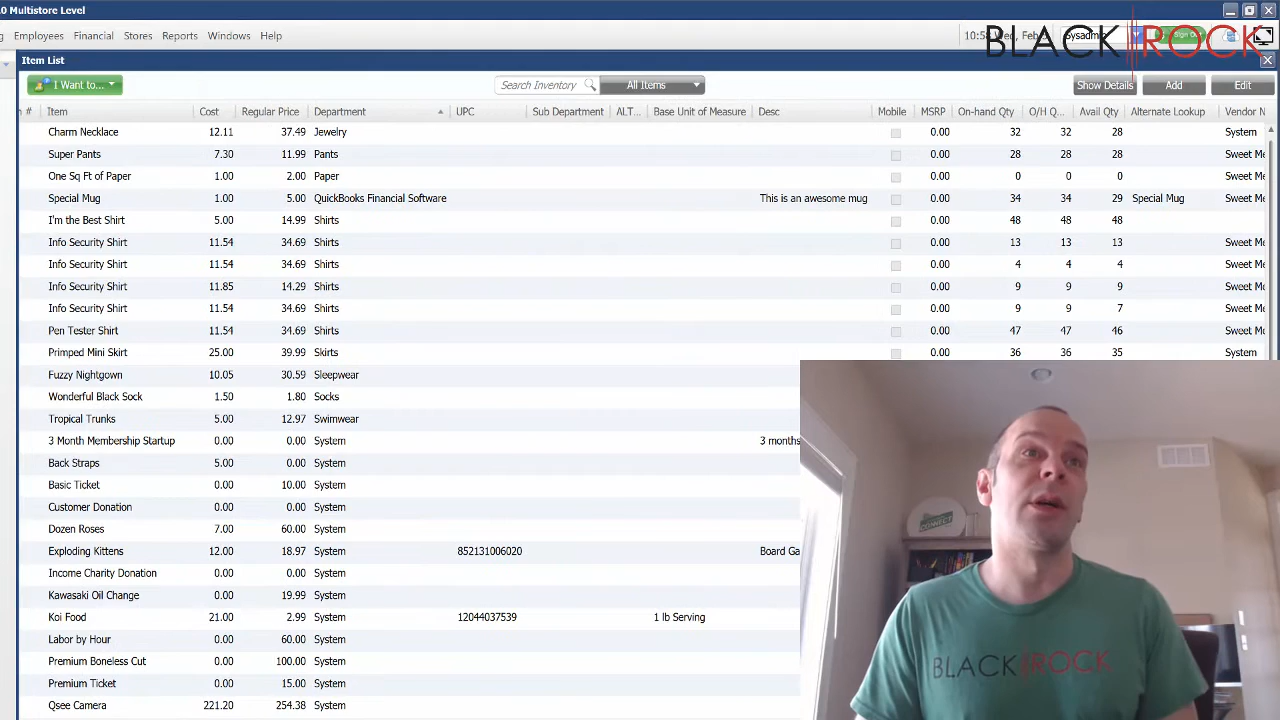 0 Multistore Level
g Employees Financial Stores Reports Windows Help 10:58 Wed, Feb Sysadmin Sign Out
BLACK ROCK
Item List
I Want to... Search Inventory All Items Show Details Add Edit
n # Item Cost Regular Price Department UPC Sub Department ALT... Base Unit of Measure Desc Mobile MSRP On-hand Qty O/H Q... Avail Qty Alternate Lookup Vendor N
Charm Necklace 12.11 37.49 Jewelry 0.00 32 32 28 System
Super Pants 7.30 11.99 Pants 0.00 28 28 28 Sweet Me
One Sq Ft of Paper 1.00 2.00 Paper 0.00 0 0 0 Sweet Me
Special Mug 1.00 5.00 QuickBooks Financial Software This is an awesome mug 0.00 34 34 29 Special Mug Sweet Me
I'm the Best Shirt 5.00 14.99 Shirts 0.00 48 48 48
Info Security Shirt 11.54 34.69 Shirts 0.00 13 13 13 Sweet Me
Info Security Shirt 11.54 34.69 Shirts 0.00 4 4 4 Sweet Me
Info Security Shirt 11.85 14.29 Shirts 0.00 9 9 9 Sweet Me
Info Security Shirt 11.54 34.69 Shirts 0.00 9 9 7 Sweet Me
Pen Tester Shirt 11.54 34.69 Shirts 0.00 47 47 46 Sweet Me
Primped Mini Skirt 25.00 39.99 Skirts 0.00 36 36 35 System
Fuzzy Nightgown 10.05 30.59 Sleepwear
Wonderful Black Sock 1.50 1.80 Socks
Tropical Trunks 5.00 12.97 Swimwear
3 Month Membership Startup 0.00 0.00 System 3 months
Back Straps 5.00 0.00 System
Basic Ticket 0.00 10.00 System
Customer Donation 0.00 0.00 System
Dozen Roses 7.00 60.00 System
Exploding Kittens 12.00 18.97 System 852131006020 Board Ga
Income Charity Donation 0.00 0.00 System
Kawasaki Oil Change 0.00 19.99 System
Koi Food 21.00 2.99 System 12044037539 1 lb Serving
Labor by Hour 0.00 60.00 System
Premium Boneless Cut 0.00 100.00 System
Premium Ticket 0.00 15.00 System
Qsee Camera 221.20 254.38 System
CONNECT
BLACK ROCK